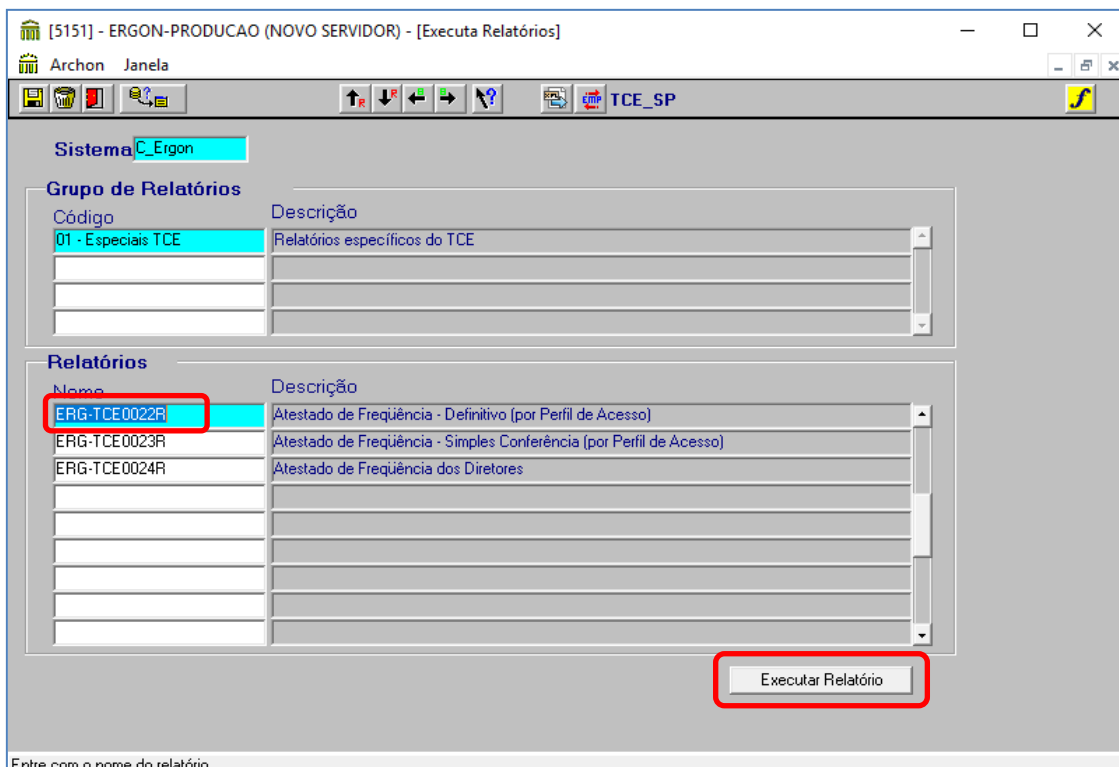 [5151] - ERGON-PRODUCAO (NOVO SERVIDOR) - [Executa Relatórios]
Archon Janela
TCE_SP
Sistema C_Ergon
Grupo de Relatórios
Código Descrição
01 - Especiais TCE Relatórios específicos do TCE
Relatórios
Nome Descrição
ERG-TCE0022R Atestado de Freqüência - Definitivo (por Perfil de Acesso)
ERG-TCE0023R Atestado de Freqüência - Simples Conferência (por Perfil de Acesso)
ERG-TCE0024R Atestado de Freqüência dos Diretores
Executar Relatório
Entre com o nome do relatório